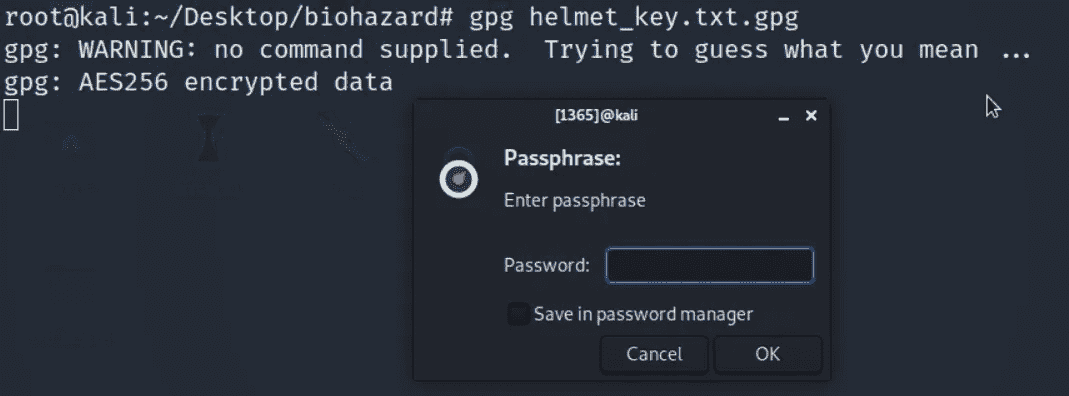 root@kali:~/Desktop/biohazard# gpg helmet_key.txt.gpg
gpg: WARNING: no command supplied.  Trying to guess what you mean ...
gpg: AES256 encrypted data
[1365]@kali
Passphrase:
Enter passphrase
Password:
Save in password manager
Cancel OK